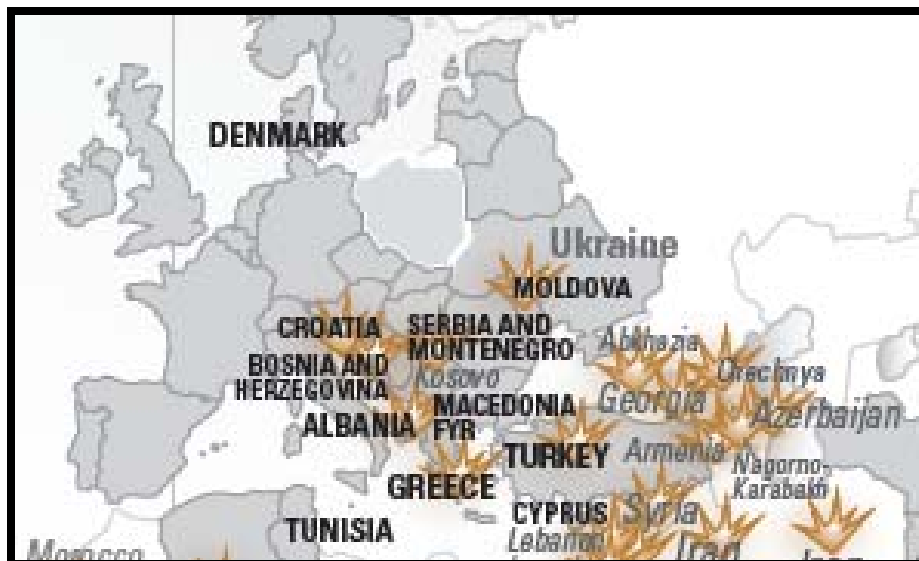 DENMARK
Ukraine
MOLDOVA
CROATIA
SERBIA AND
MONTENEGRO
Abkhazia
BOSNIA AND
HERZEGOVINA
Kosovo
Chechnya
ALBANIA
MACEDONIA
FYR
Georgia
Azerbaijan
TURKEY
Armenia
Nagorno-
Karabakh
GREECE
CYPRUS
Syria
TUNISIA
Lebanon
Iran
Morocco